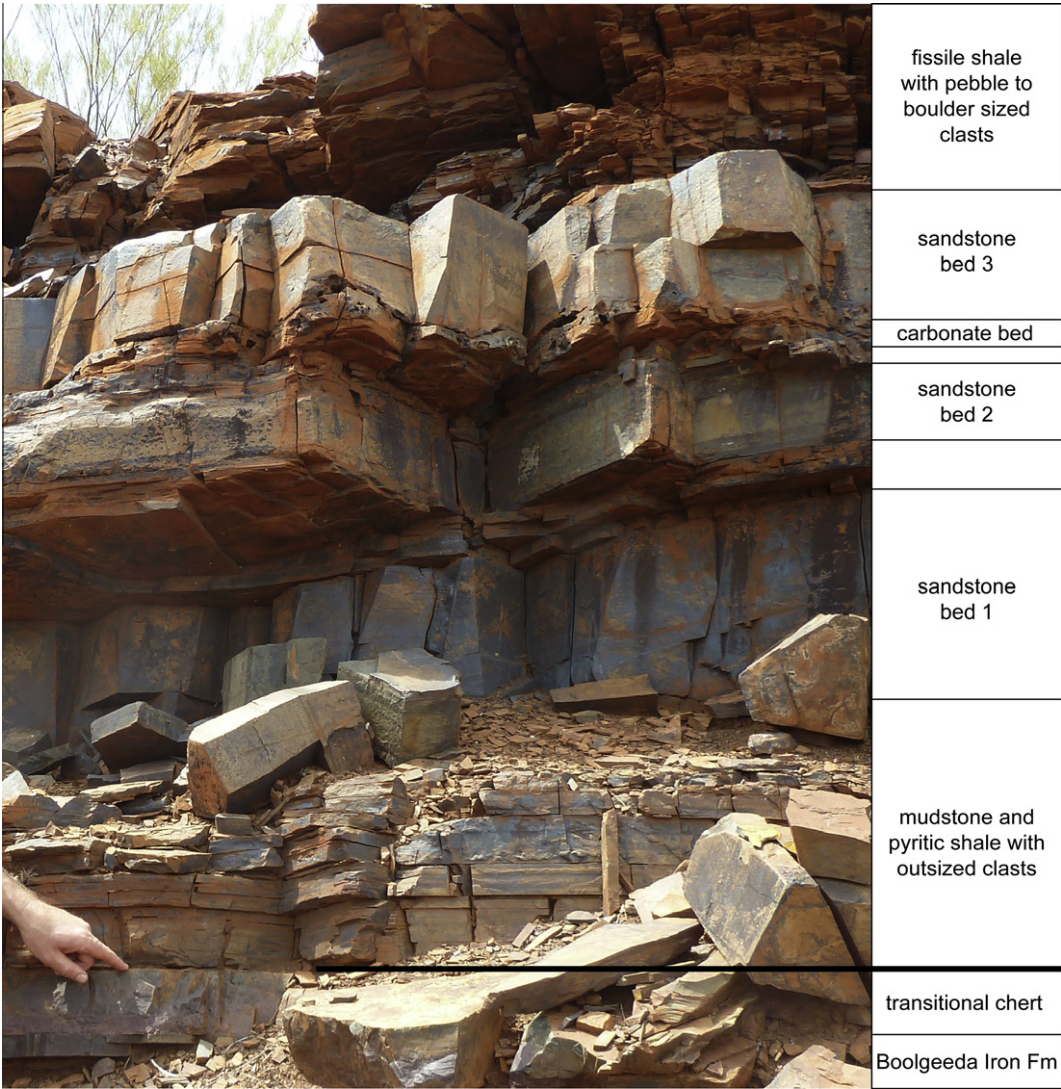 fissile shale
with pebble to
boulder sized
clasts
sandstone
bed 3
carbonate bed
sandstone
bed 2
sandstone
bed 1
mudstone and
pyritic shale with
outsized clasts
transitional chert
Boolgeeda Iron Fm